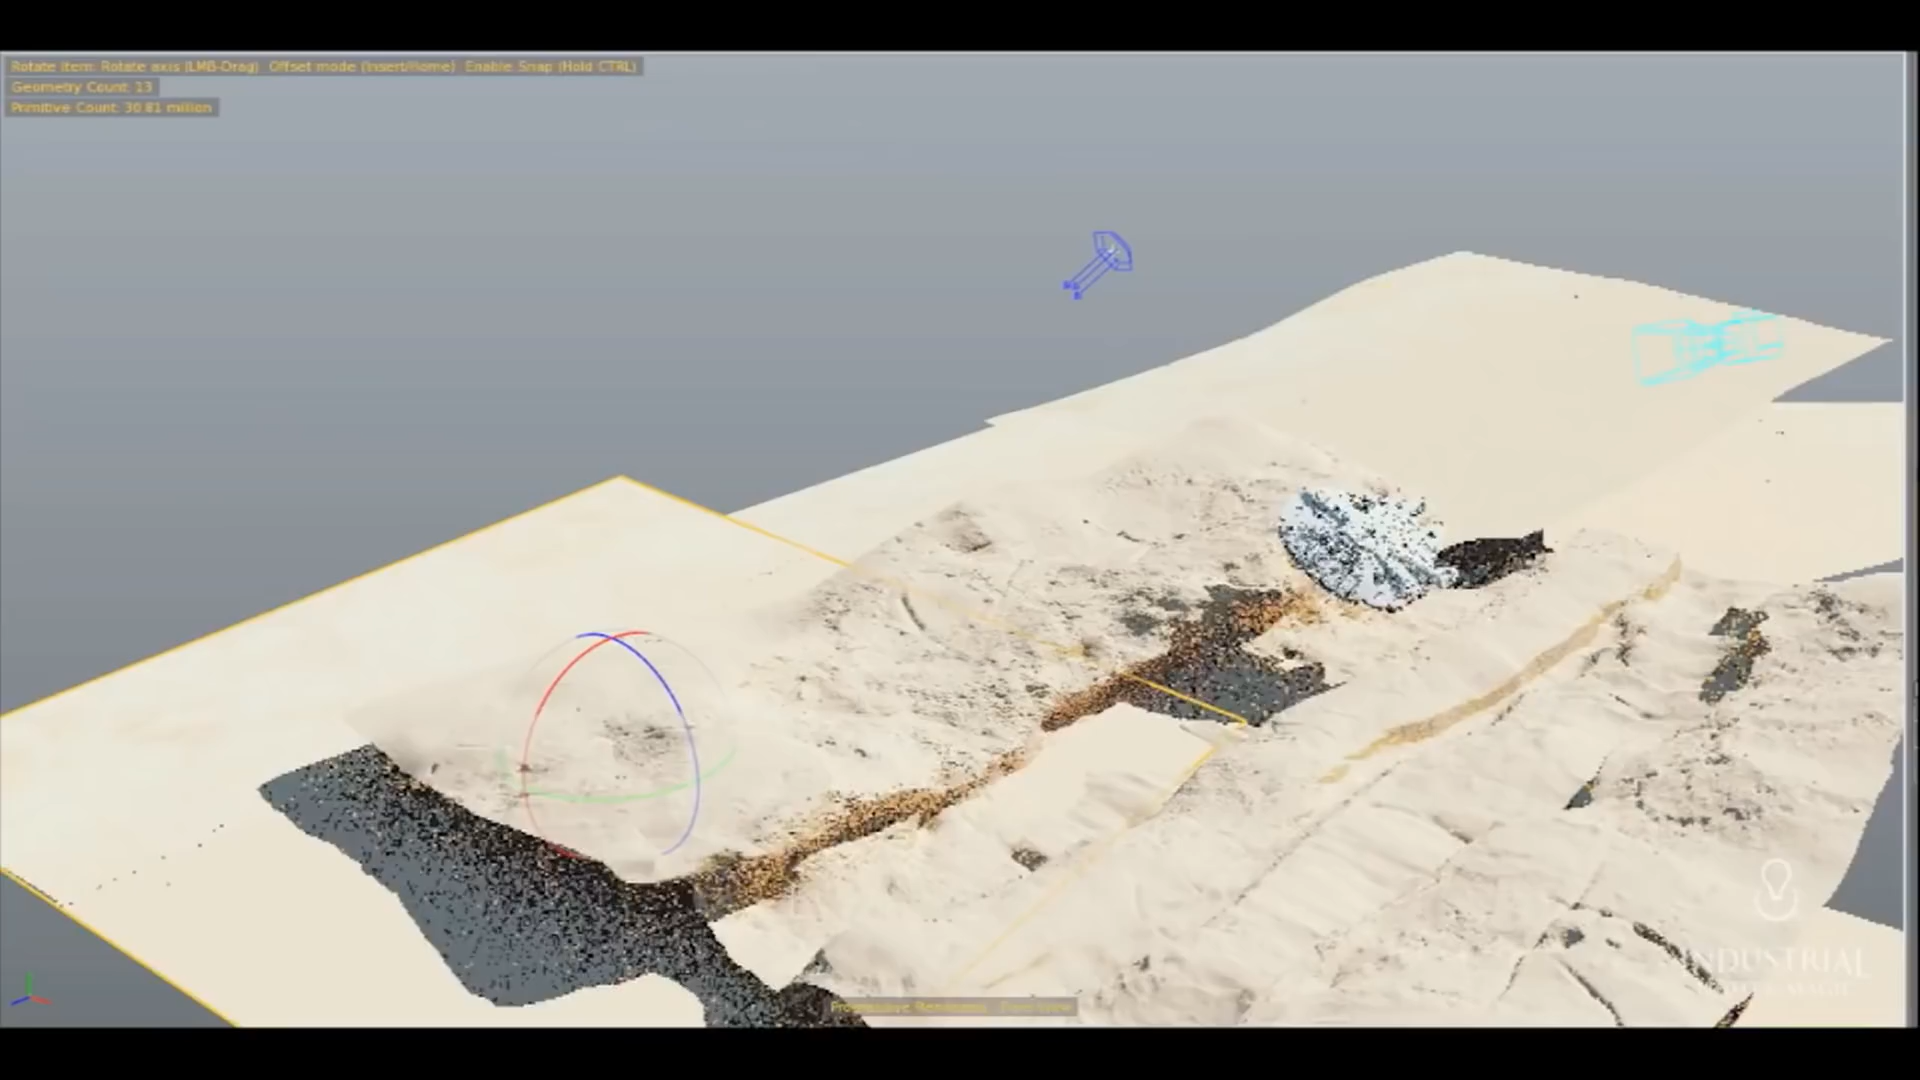 Rotate Item: Rotate axis (LMB-Drag)  Offset mode (Insert/Home)  Enable Snap (Hold CTRL)
Geometry Count: 13
Primitive Count: 30.81 million
INDUSTRIAL